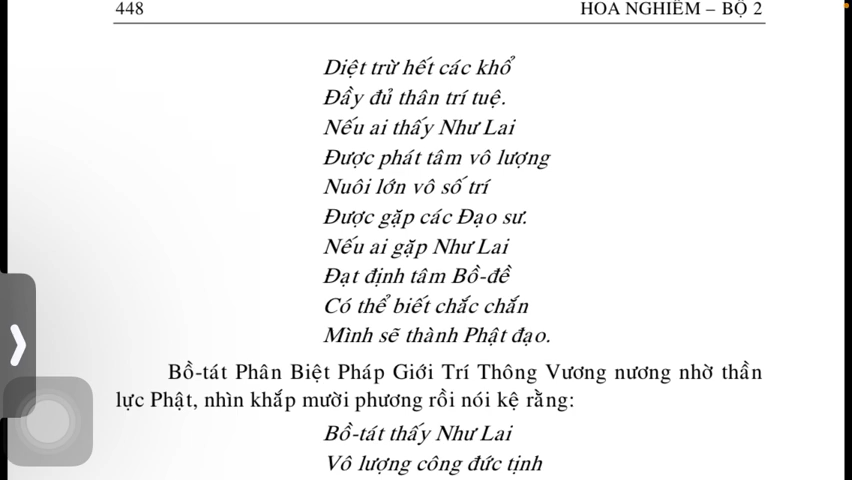 448
HOA NGHIÊM – BỘ 2
Diệt trừ hết các khổ
Đầy đủ thân trí tuệ.
Nếu ai thấy Như Lai
Được phát tâm vô lượng
Nuôi lớn vô số trí
Được gặp các Đạo sư.
Nếu ai gặp Như Lai
Đạt định tâm Bồ-đề
Có thể biết chắc chắn
Mình sẽ thành Phật đạo.
Bồ-tát Phân Biệt Pháp Giới Trí Thông Vương nương nhờ thần
lực Phật, nhìn khắp mười phương rồi nói kệ rằng:
Bồ-tát thấy Như Lai
Vô lượng công đức tịnh